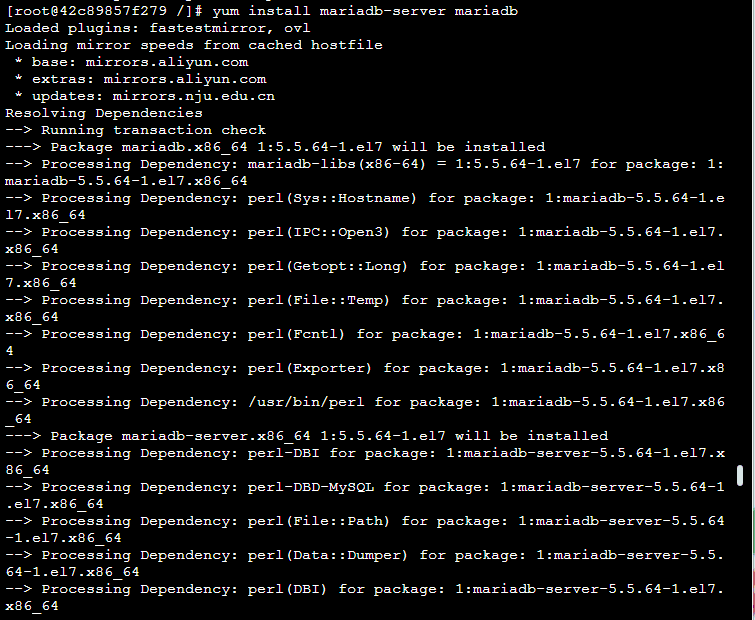 [root@42c89857f279 /]# yum install mariadb-server mariadb
Loaded plugins: fastestmirror, ovl
Loading mirror speeds from cached hostfile
 * base: mirrors.aliyun.com
 * extras: mirrors.aliyun.com
 * updates: mirrors.nju.edu.cn
Resolving Dependencies
--> Running transaction check
---> Package mariadb.x86_64 1:5.5.64-1.el7 will be installed
--> Processing Dependency: mariadb-libs(x86-64) = 1:5.5.64-1.el7 for package: 1:
mariadb-5.5.64-1.el7.x86_64
--> Processing Dependency: perl(Sys::Hostname) for package: 1:mariadb-5.5.64-1.e
l7.x86_64
--> Processing Dependency: perl(IPC::Open3) for package: 1:mariadb-5.5.64-1.el7.
x86_64
--> Processing Dependency: perl(Getopt::Long) for package: 1:mariadb-5.5.64-1.el
7.x86_64
--> Processing Dependency: perl(File::Temp) for package: 1:mariadb-5.5.64-1.el7.
x86_64
--> Processing Dependency: perl(Fcntl) for package: 1:mariadb-5.5.64-1.el7.x86_6
4
--> Processing Dependency: perl(Exporter) for package: 1:mariadb-5.5.64-1.el7.x8
6_64
--> Processing Dependency: /usr/bin/perl for package: 1:mariadb-5.5.64-1.el7.x86
_64
---> Package mariadb-server.x86_64 1:5.5.64-1.el7 will be installed
--> Processing Dependency: perl-DBI for package: 1:mariadb-server-5.5.64-1.el7.x
86_64
--> Processing Dependency: perl-DBD-MySQL for package: 1:mariadb-server-5.5.64-1
.el7.x86_64
--> Processing Dependency: perl(File::Path) for package: 1:mariadb-server-5.5.64
-1.el7.x86_64
--> Processing Dependency: perl(Data::Dumper) for package: 1:mariadb-server-5.5.
64-1.el7.x86_64
--> Processing Dependency: perl(DBI) for package: 1:mariadb-server-5.5.64-1.el7.
x86_64